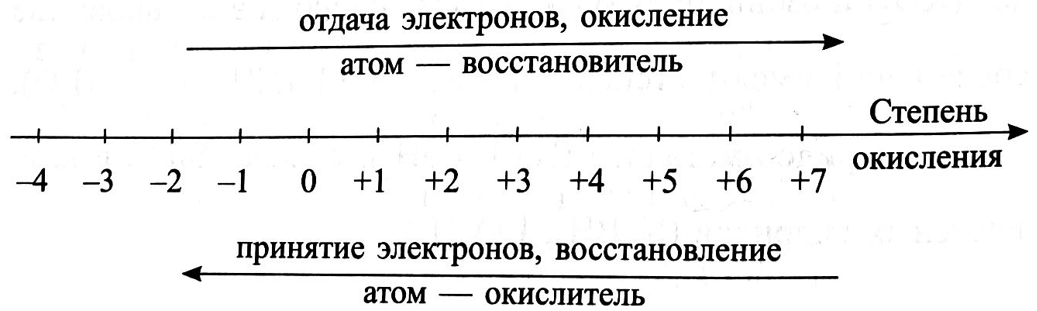 отдача электронов, окисление
атом — восстановитель
Степень
окисления
–4 –3 –2 –1 0 +1 +2 +3 +4 +5 +6 +7
принятие электронов, восстановление
атом — окислитель